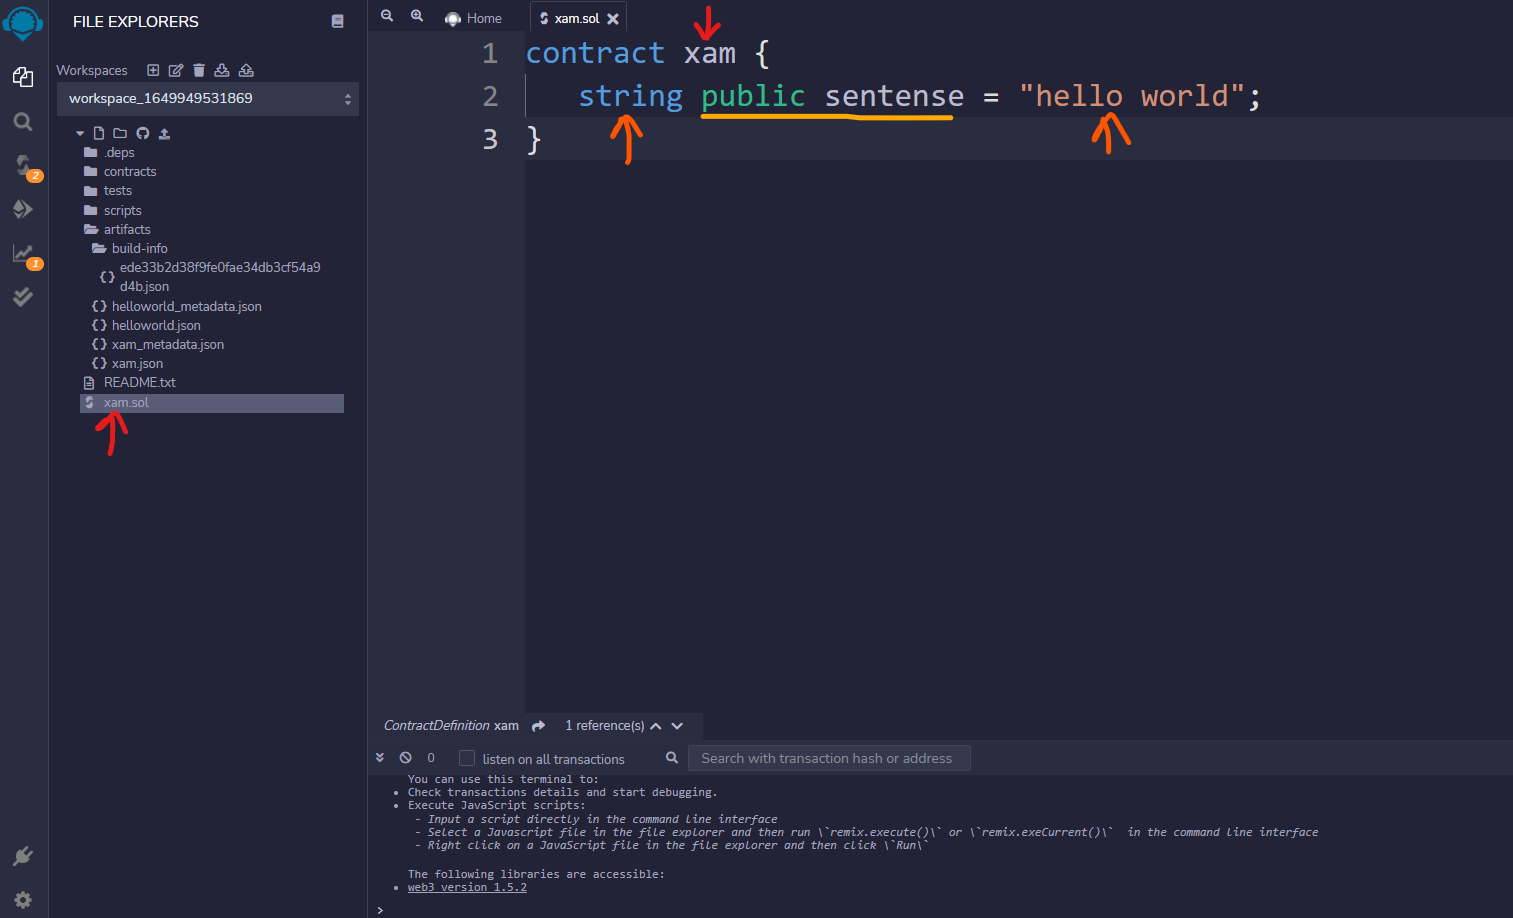 FILE EXPLORERS
Home
xam.sol
Workspaces
workspace_1649949531869
.deps
contracts
tests
scripts
artifacts
build-info
ede33b2d38f9fe0fae34db3cf54a9
d4b.json
helloworld_metadata.json
helloworld.json
xam_metadata.json
xam.json
README.txt
xam.sol
2
1
1 contract xam {
2 string public sentense = "hello world";
3 }
ContractDefinition xam 1 reference(s)
0 listen on all transactions Search with transaction hash or address
You can use this terminal to:
• Check transactions details and start debugging.
• Execute JavaScript scripts:
- Input a script directly in the command line interface
- Select a Javascript file in the file explorer and then run \`remix.execute()\` or \`remix.exeCurrent()\` in the command line interface
- Right click on a JavaScript file in the file explorer and then click \`Run\`
The following libraries are accessible:
• web3 version 1.5.2
>